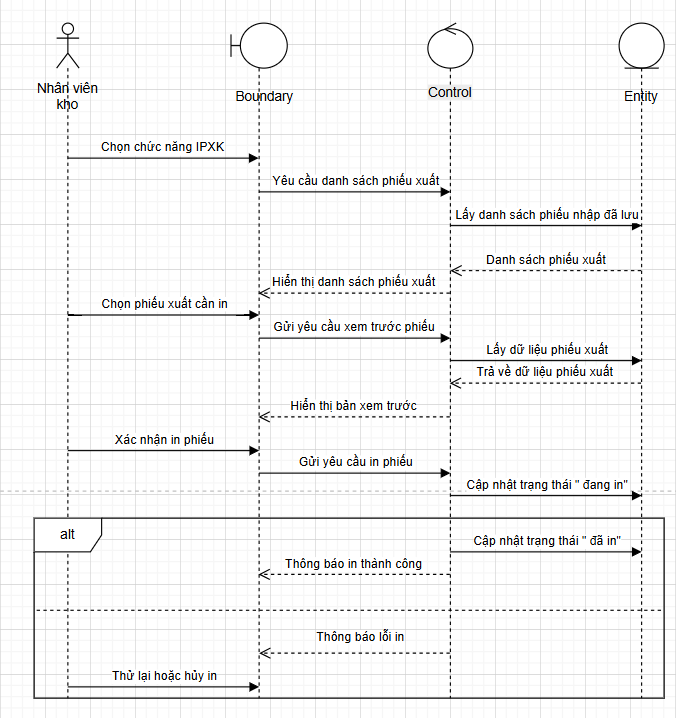 Nhân viên
kho
Boundary
Control
Entity
Chọn chức năng IPXK
Yêu cầu danh sách phiếu xuất
Lấy danh sách phiếu nhập đã lưu
Danh sách phiếu xuất
Hiển thị danh sách phiếu xuất
Chọn phiếu xuất cần in
Gửi yêu cầu xem trước phiếu
Lấy dữ liệu phiếu xuất
Trả về dữ liệu phiếu xuất
Hiển thị bản xem trước
Xác nhận in phiếu
Gửi yêu cầu in phiếu
Cập nhật trạng thái " đang in"
alt
Cập nhật trạng thái " đã in"
Thông báo in thành công
Thông báo lỗi in
Thử lại hoặc hủy in